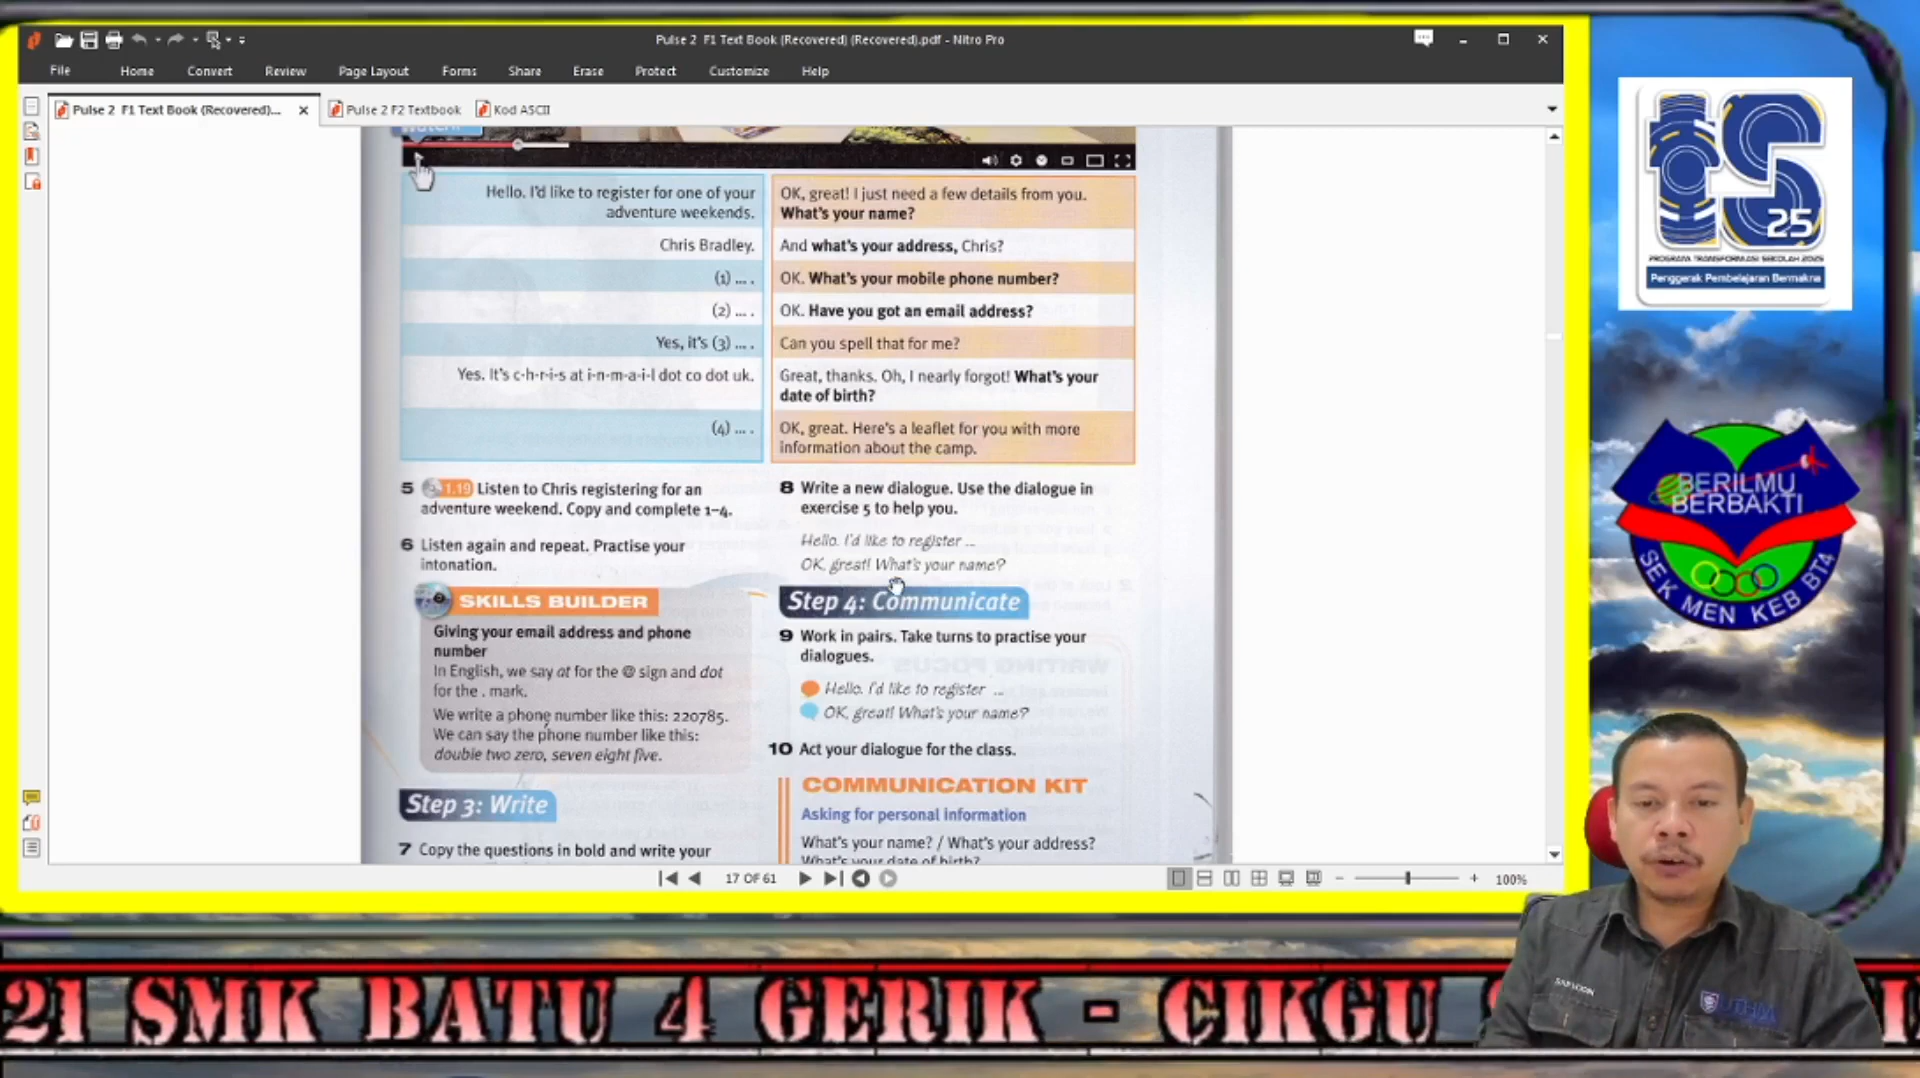 Pulse 2 F1 Text Book (Recovered) (Recovered).pdf - Nitro Pro
File Home Convert Review Page Layout Forms Share Erase Protect Customize Help
Pulse 2 F1 Text Book (Recovered)... Pulse 2 F2 Textbook Kod ASCII
Hello. I'd like to register for one of your
adventure weekends.
OK, great! I just need a few details from you.
What's your name?
Chris Bradley.
And what's your address, Chris?
(1) ... .
OK. What's your mobile phone number?
(2) ... .
OK. Have you got an email address?
Yes, it's (3) ... .
Can you spell that for me?
Yes. It's c-h-r-i-s at i-n-m-a-i-l dot co dot uk.
Great, thanks. Oh, I nearly forgot! What's your
date of birth?
(4) ... .
OK, great. Here's a leaflet for you with more
information about the camp.
5 1.19 Listen to Chris registering for an
adventure weekend. Copy and complete 1–4.
6 Listen again and repeat. Practise your
intonation.
SKILLS BUILDER
Giving your email address and phone
number
In English, we say at for the @ sign and dot
for the . mark.
We write a phone number like this: 220785.
We can say the phone number like this:
double two zero, seven eight five.
Step 3: Write
7 Copy the questions in bold and write your
8 Write a new dialogue. Use the dialogue in
exercise 5 to help you.
Hello. I'd like to register ...
OK, great! What's your name?
Step 4: Communicate
9 Work in pairs. Take turns to practise your
dialogues.
Hello. I'd like to register ...
OK, great! What's your name?
10 Act your dialogue for the class.
COMMUNICATION KIT
Asking for personal information
What's your name? / What's your address?
What's your date of birth?
17 OF 61
100%
TS
25
PROGRAM TRANSFORMASI SEKOLAH 2025
Penggerak Pembelajaran Bermakna
BERILMU
BERBAKTI
SEK MEN KEB BT4
21 SMK BATU 4 GERIK - CIKGU